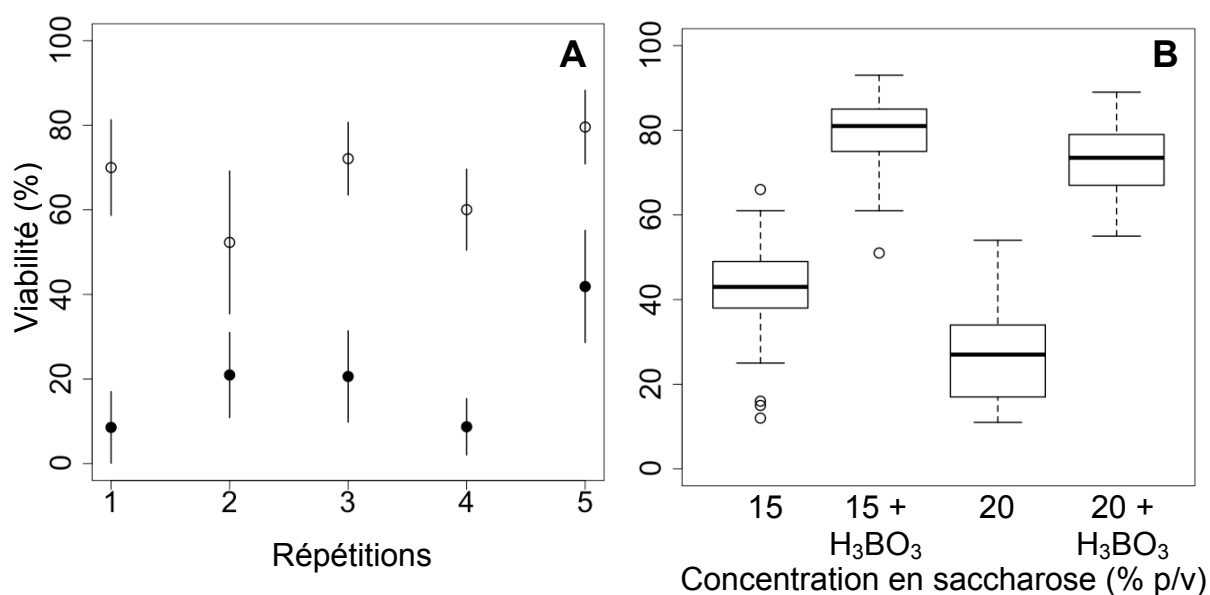 A
Viabilité (%)
0
20
40
60
80
100
1 2 3 4 5
Répétitions
B
0
20
40
60
80
100
15 15 + 20 20 +
H₃BO₃ H₃BO₃
Concentration en saccharose (% p/v)